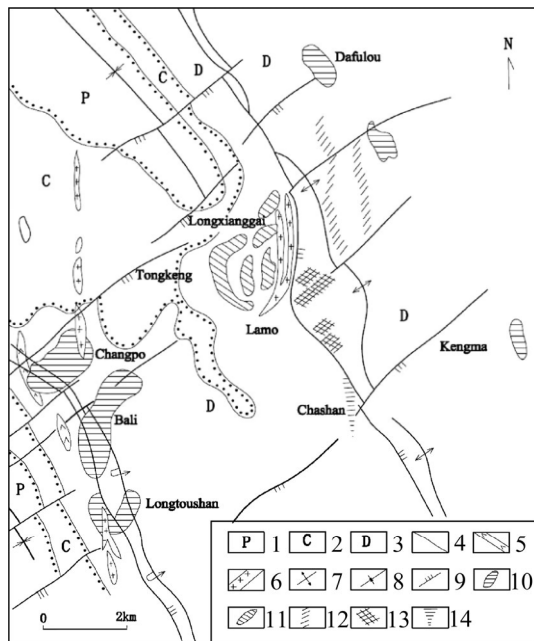 D
Dafulou
N
C
D
P
C
Longxianggai
Tongkeng
Lamo
D
Kengma
Changpo
Chashan
D
Bali
P
Longtoushan
C
0 2km
P 1 C 2 D 3 4 5
6 7 8 9 10
11 12 13 14